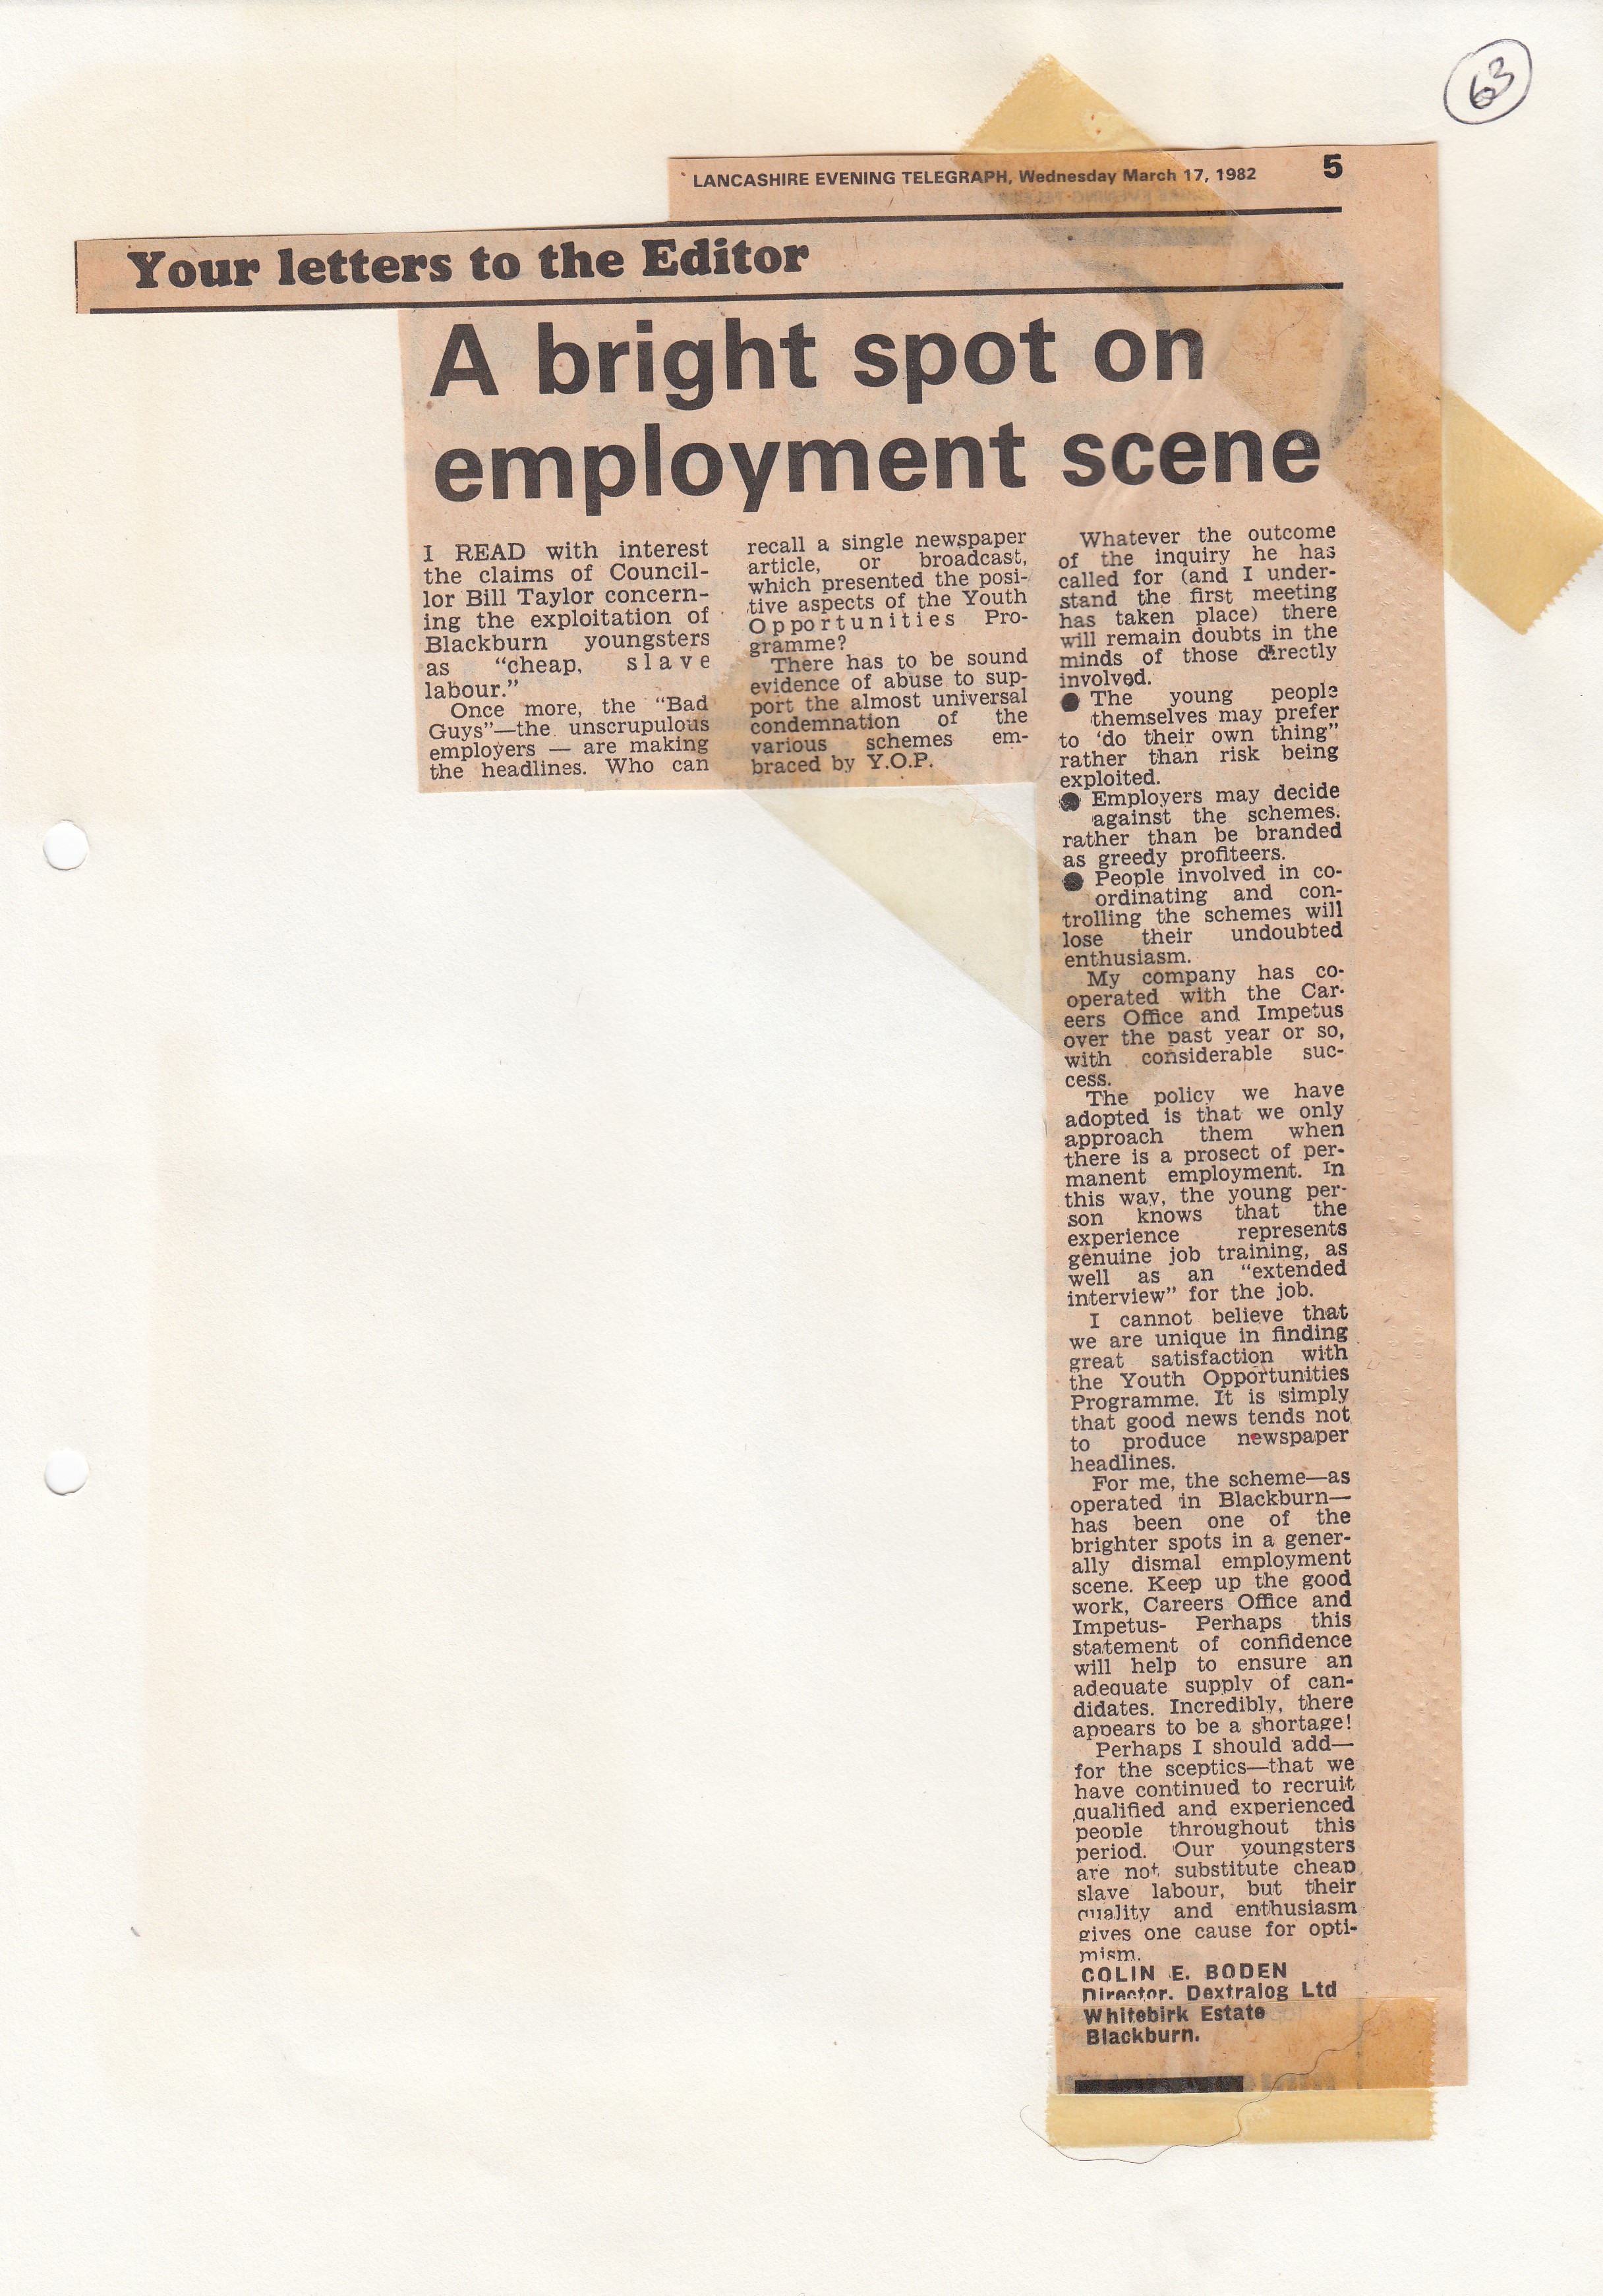 63
LANCASHIRE EVENING TELEGRAPH, Wednesday March 17, 1982 5
Your letters to the Editor
A bright spot on
employment scene
I READ with interest
the claims of Council-
lor Bill Taylor concern-
ing the exploitation of
Blackburn youngsters
as “cheap, slave
labour.”
Once more, the “Bad
Guys”—the unscrupulous
employers — are making
the headlines. Who can
recall a single newspaper
article, or broadcast,
which presented the posi-
tive aspects of the Youth
Opportunities Pro-
gramme?
There has to be sound
evidence of abuse to sup-
port the almost universal
condemnation of the
various schemes em-
braced by Y.O.P.
Whatever the outcome
of the inquiry he has
called for (and I under-
stand the first meeting
has taken place) there
will remain doubts in the
minds of those directly
involved.
● The young people
themselves may prefer
to ‘do their own thing”
rather than risk being
exploited.
● Employers may decide
against the schemes.
rather than be branded
as greedy profiteers.
● People involved in co-
ordinating and con-
trolling the schemes will
lose their undoubted
enthusiasm.
My company has co-
operated with the Car-
eers Office and Impetus
over the past year or so,
with considerable suc-
cess.
The policy we have
adopted is that we only
approach them when
there is a prosect of per-
manent employment. In
this way, the young per-
son knows that the
experience represents
genuine job training, as
well as an “extended
interview” for the job.
I cannot believe that
we are unique in finding
great satisfaction with
the Youth Opportunities
Programme. It is simply
that good news tends not
to produce newspaper
headlines.
For me, the scheme—as
operated in Blackburn—
has been one of the
brighter spots in a gener-
ally dismal employment
scene. Keep up the good
work, Careers Office and
Impetus- Perhaps this
statement of confidence
will help to ensure an
adequate supply of can-
didates. Incredibly, there
appears to be a shortage!
Perhaps I should add—
for the sceptics—that we
have continued to recruit
qualified and experienced
people throughout this
period. Our youngsters
are not substitute cheap
slave labour, but their
quality and enthusiasm
gives one cause for opti-
mism.
COLIN E. BODEN
Director. Dextralog Ltd
Whitebirk Estate
Blackburn.